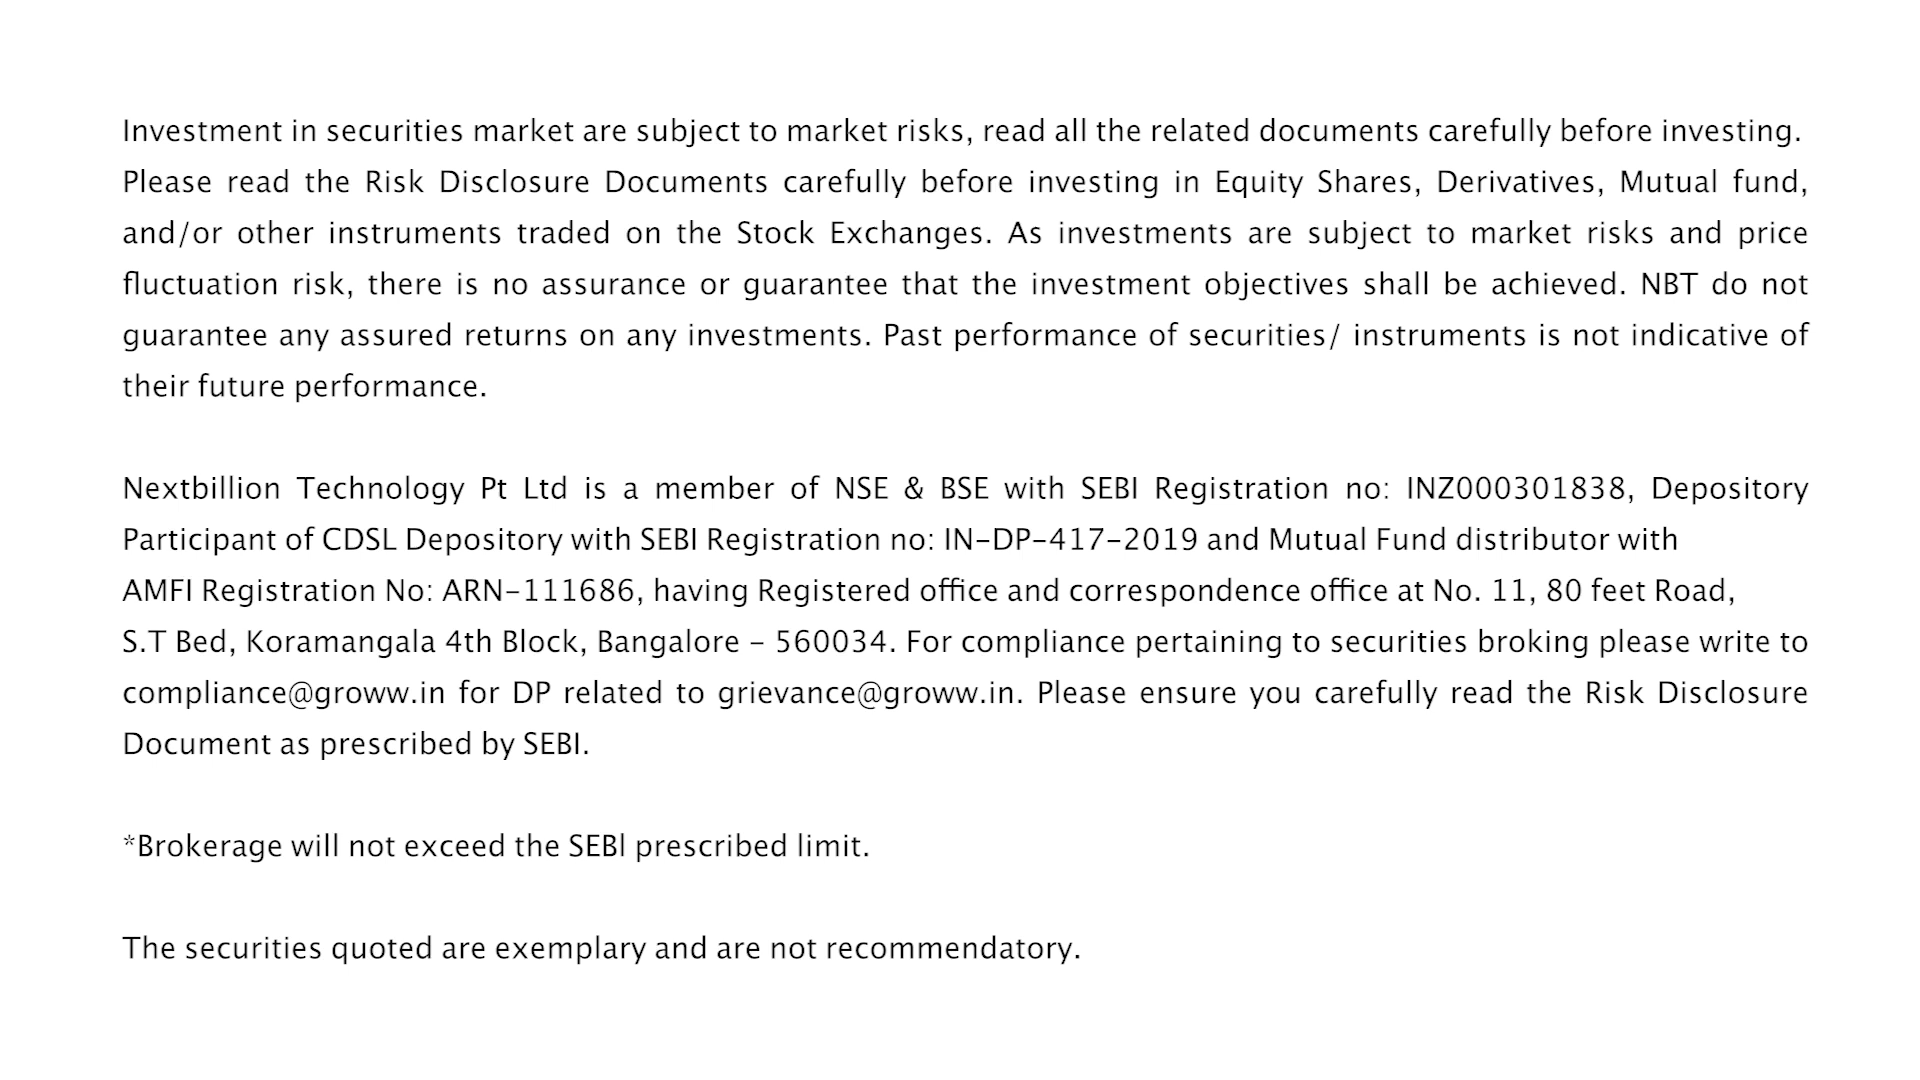 Investment in securities market are subject to market risks, read all the related documents carefully before investing.
Please read the Risk Disclosure Documents carefully before investing in Equity Shares, Derivatives, Mutual fund,
and/or other instruments traded on the Stock Exchanges. As investments are subject to market risks and price
fluctuation risk, there is no assurance or guarantee that the investment objectives shall be achieved. NBT do not
guarantee any assured returns on any investments. Past performance of securities/ instruments is not indicative of
their future performance.
Nextbillion Technology Pt Ltd is a member of NSE & BSE with SEBI Registration no: INZ000301838, Depository
Participant of CDSL Depository with SEBI Registration no: IN-DP-417-2019 and Mutual Fund distributor with
AMFI Registration No: ARN-111686, having Registered office and correspondence office at No. 11, 80 feet Road,
S.T Bed, Koramangala 4th Block, Bangalore - 560034. For compliance pertaining to securities broking please write to
compliance@groww.in for DP related to grievance@groww.in. Please ensure you carefully read the Risk Disclosure
Document as prescribed by SEBI.
*Brokerage will not exceed the SEBI prescribed limit.
The securities quoted are exemplary and are not recommendatory.